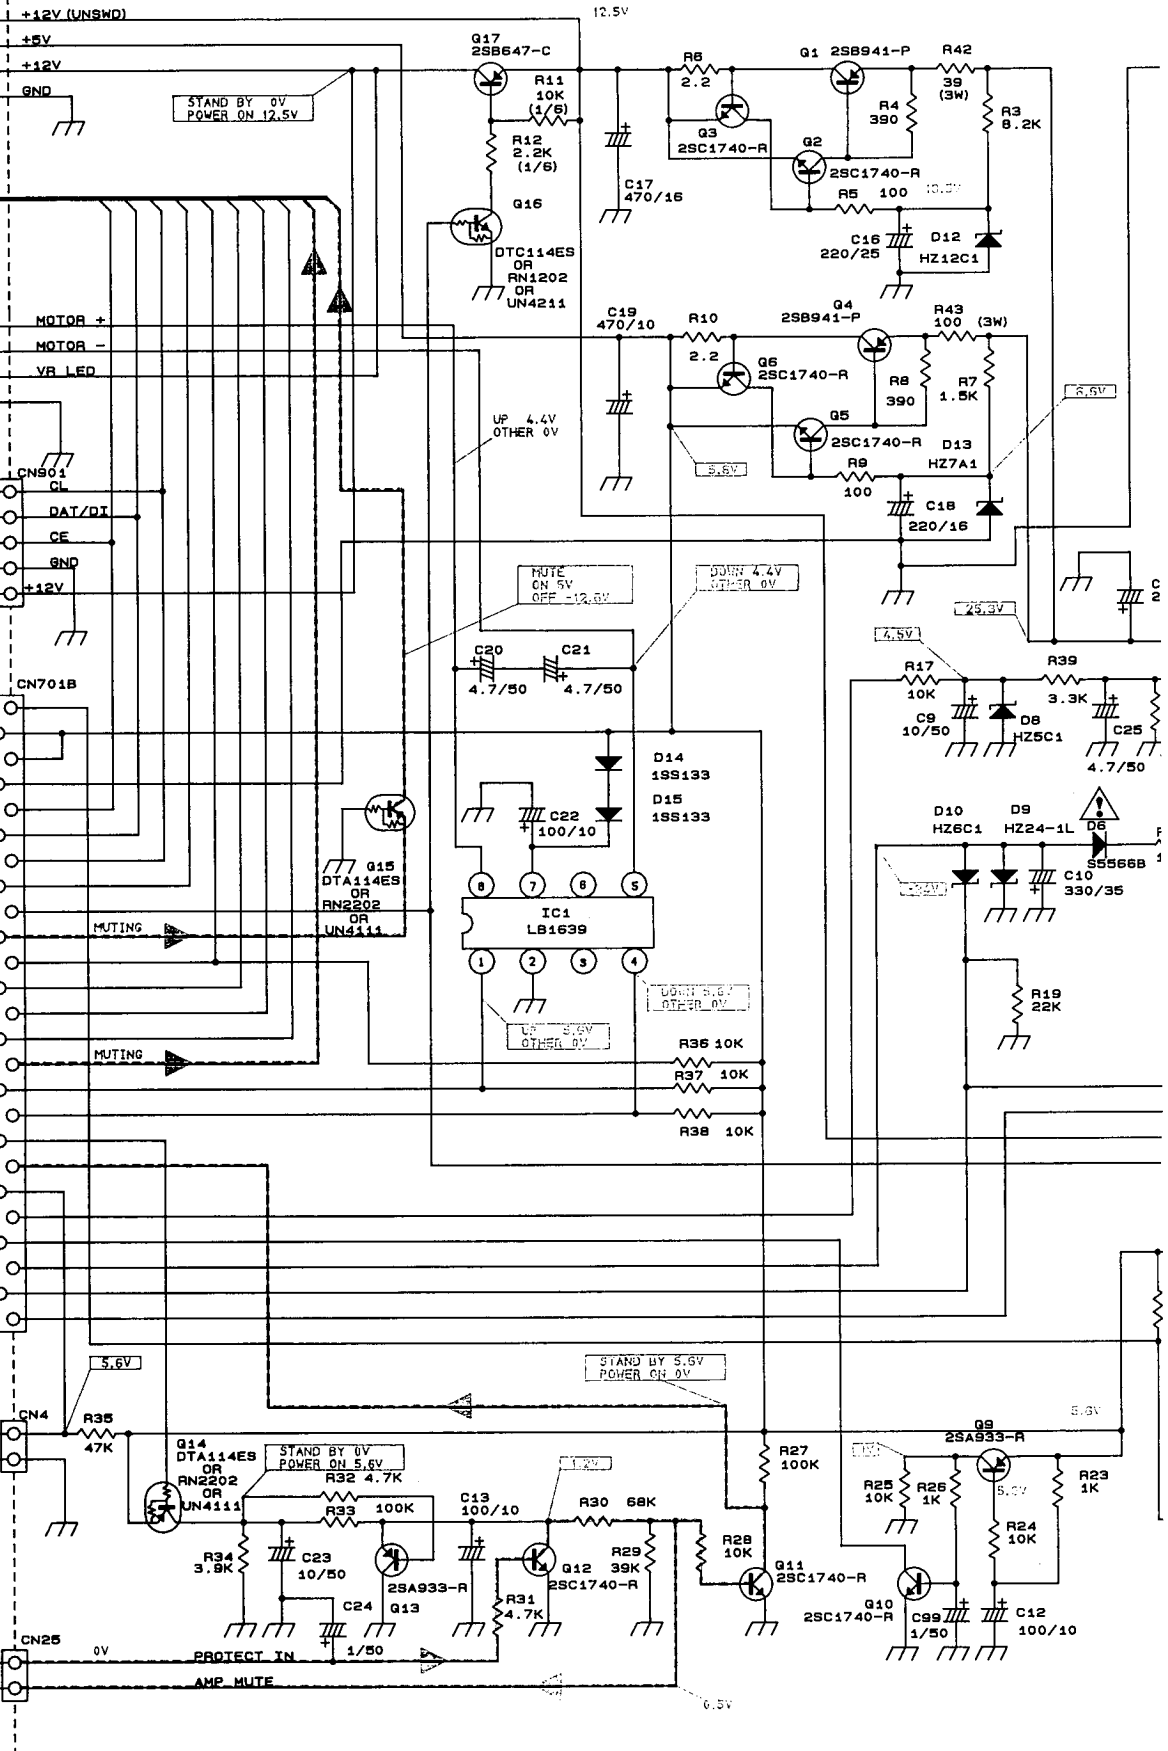 +12V (UNSWD)
12.5V
+5V
+12V
GND
STAND BY 0V
POWER ON 12.5V
Q17
2SB647-C
R11
10K
(1/6)
R12
2.2K
(1/6)
Q16
DTC114ES
OR
RN1202
OR
UN4211
C17
470/16
R6
2.2
Q3
2SC1740-R
Q1 2SB941-P
Q2
2SC1740-R
R4
390
R42
39
(3W)
R3
8.2K
R5 100
C16
220/25
D12
HZ12C1
MOTOR +
MOTOR -
VR LED
C19
470/10
R10
2.2
Q6
2SC1740-R
Q4
2SB941-P
Q5
2SC1740-R
R8
390
R43
100 (3W)
R7
1.5K
R9
100
D13
HZ7A1
C18
220/16
UP 4.4V
OTHER 0V
5.6V
CN901
CL
DAT/DI
CE
GND
+12V
MUTE
ON 5V
OFF -12.6V
DOWN 4.4V
OTHER 0V
25.3V
4.5V
C20
4.7/50
C21
4.7/50
R17
10K
R39
3.3K
C9
10/50
D8
HZ5C1
C25
4.7/50
CN701B
D14
1SS133
D15
1SS133
C22
100/10
D10
HZ6C1
D9
HZ24-1L
D6
S5566B
C10
330/35
Q15
DTA114ES
OR
RN2202
OR
UN4111
8
7
6
5
IC1
LB1639
1
2
3
4
MUTING
DOWN 5.6V
OTHER 0V
UP 5.6V
OTHER 0V
R19
22K
MUTING
R36 10K
R37 10K
R38 10K
5.6V
STAND BY 5.6V
POWER ON 0V
CN4
R35
47K
Q14
DTA114ES
OR
RN2202
OR
UN4111
STAND BY 0V
POWER ON 5.6V
R32 4.7K
R33 100K
C13
100/10
1.2V
R30 68K
R27
100K
R28
10K
R29
39K
R34
3.9K
C23
10/50
2SA933-R
Q13
C24
1/50
R31
4.7K
Q12
2SC1740-R
Q11
2SC1740-R
Q9
2SA933-R
5.6V
R25
10K
R26
1K
R24
10K
R23
1K
Q10
2SC1740-R
C99
1/50
C12
100/10
CN25
0V
PROTECT IN
AMP MUTE
0.5V